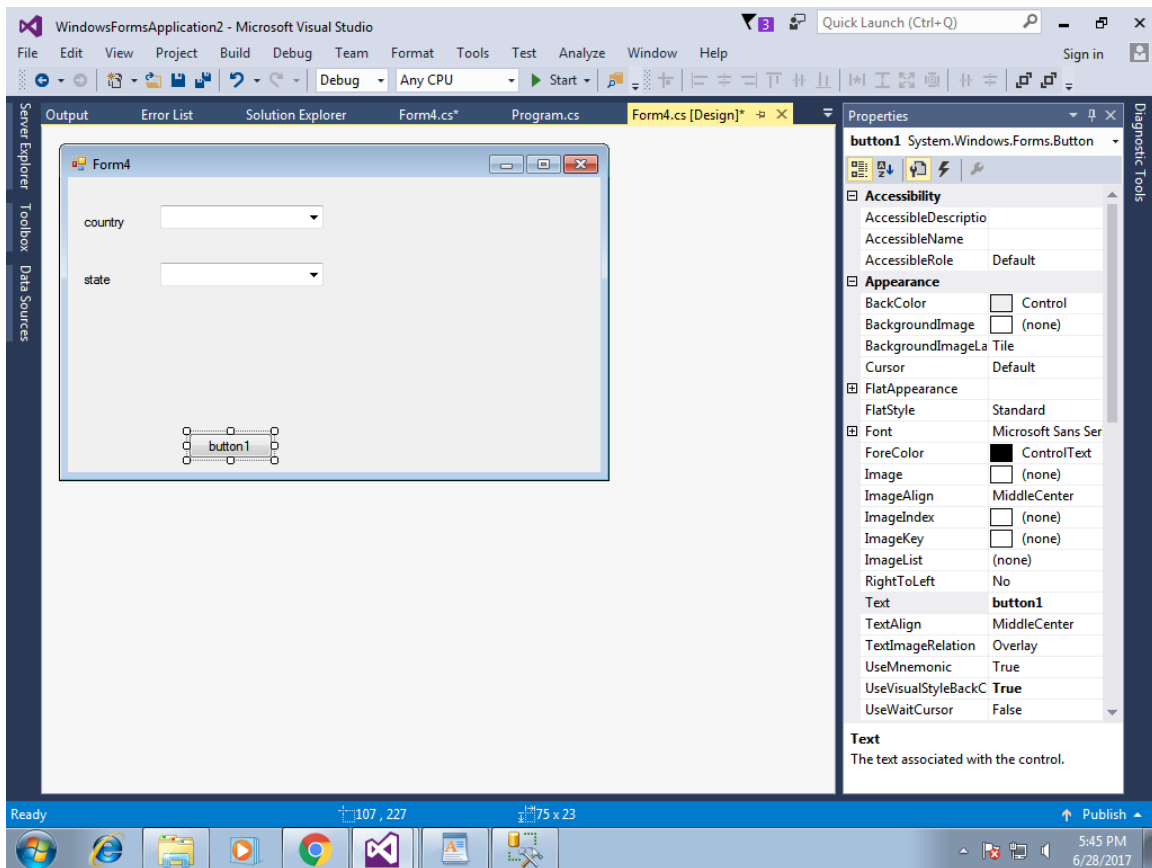 WindowsFormsApplication2 - Microsoft Visual Studio
3
Quick Launch (Ctrl+Q)
File Edit View Project Build Debug Team Format Tools Test Analyze Window Help
Sign in
Debug Any CPU Start
Server Explorer
Toolbox
Data Sources
Output Error List Solution Explorer Form4.cs* Program.cs Form4.cs [Design]*
Form4
country
state
button1
Properties
button1 System.Windows.Forms.Button
Accessibility
AccessibleDescriptio
AccessibleName
AccessibleRole Default
Appearance
BackColor Control
BackgroundImage (none)
BackgroundImageLa Tile
Cursor Default
FlatAppearance
FlatStyle Standard
Font Microsoft Sans Ser
ForeColor ControlText
Image (none)
ImageAlign MiddleCenter
ImageIndex (none)
ImageKey (none)
ImageList (none)
RightToLeft No
Text button1
TextAlign MiddleCenter
TextImageRelation Overlay
UseMnemonic True
UseVisualStyleBackC True
UseWaitCursor False
Text
The text associated with the control.
Diagnostic Tools
Ready 107 , 227 75 x 23 Publish
5:45 PM
6/28/2017